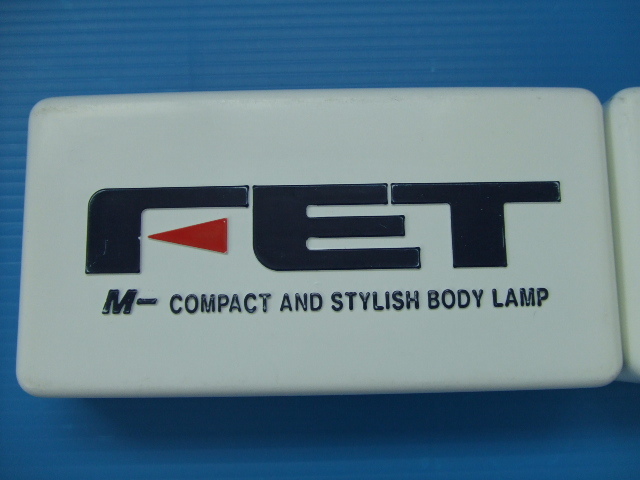 FET
M- COMPACT AND STYLISH BODY LAMP